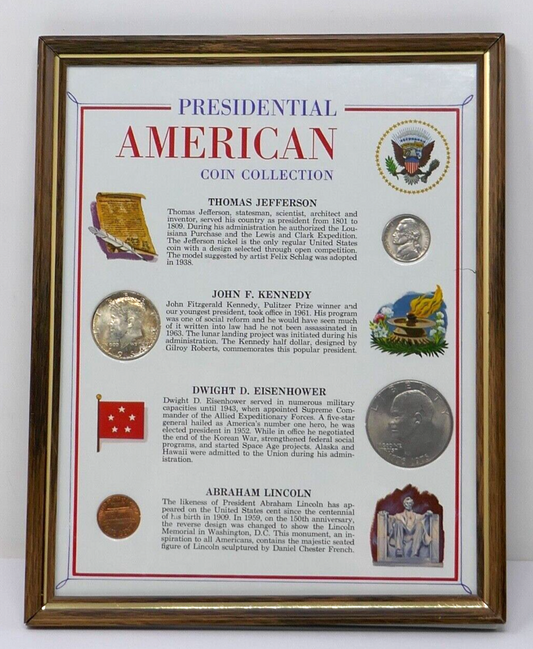 PRESIDENTIAL
AMERICAN
COIN COLLECTION
THOMAS JEFFERSON
Thomas Jefferson, statesman, scientist, architect and
inventor, served his country as president from 1801 to
1809. During his administration he authorized the Lou-
isiana Purchase and the Lewis and Clark Expedition.
The Jefferson nickel is the only regular United States
coin with a design selected through open competition.
The model suggested by artist Felix Schlag was adopted
in 1938.
JOHN F. KENNEDY
John Fitzgerald Kennedy, Pulitzer Prize winner and
our youngest president, took office in 1961. His program
was one of social reform and he would have seen much
of it written into law had he not been assassinated in
1963. The lunar landing project was initiated during his
administration. The Kennedy half dollar, designed by
Gilroy Roberts, commemorates this popular president.
DWIGHT D. EISENHOWER
Dwight D. Eisenhower served in numerous military
capacities until 1943, when appointed Supreme Com-
mander of the Allied Expeditionary Forces. A five-star
general hailed as America's number one hero, he was
elected president in 1952. While in office he negotiated
the end of the Korean War, strengthened federal social
programs, and started Space Age projects. Alaska and
Hawaii were admitted to the Union during his admin-
istration.
ABRAHAM LINCOLN
The likeness of President Abraham Lincoln has ap-
peared on the United States cent since the centennial
of his birth in 1909. In 1959, on the 150th anniversary,
the reverse design was changed to show the Lincoln
Memorial in Washington, D.C. This monument, an in-
spiration to all Americans, contains the majestic seated
figure of Lincoln sculptured by Daniel Chester French.